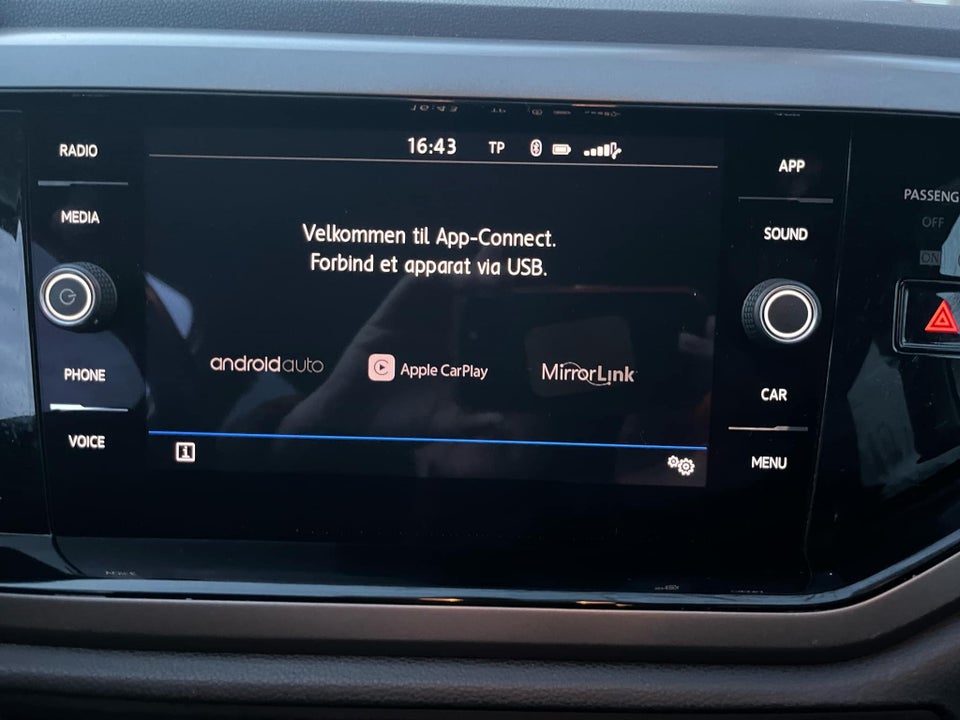 16:43 TP
RADIO
MEDIA
PHONE
VOICE
Velkommen til App-Connect.
Forbind et apparat via USB.
androidauto
Apple CarPlay
MirrorLink
i
APP
SOUND
CAR
MENU
OFF
ON